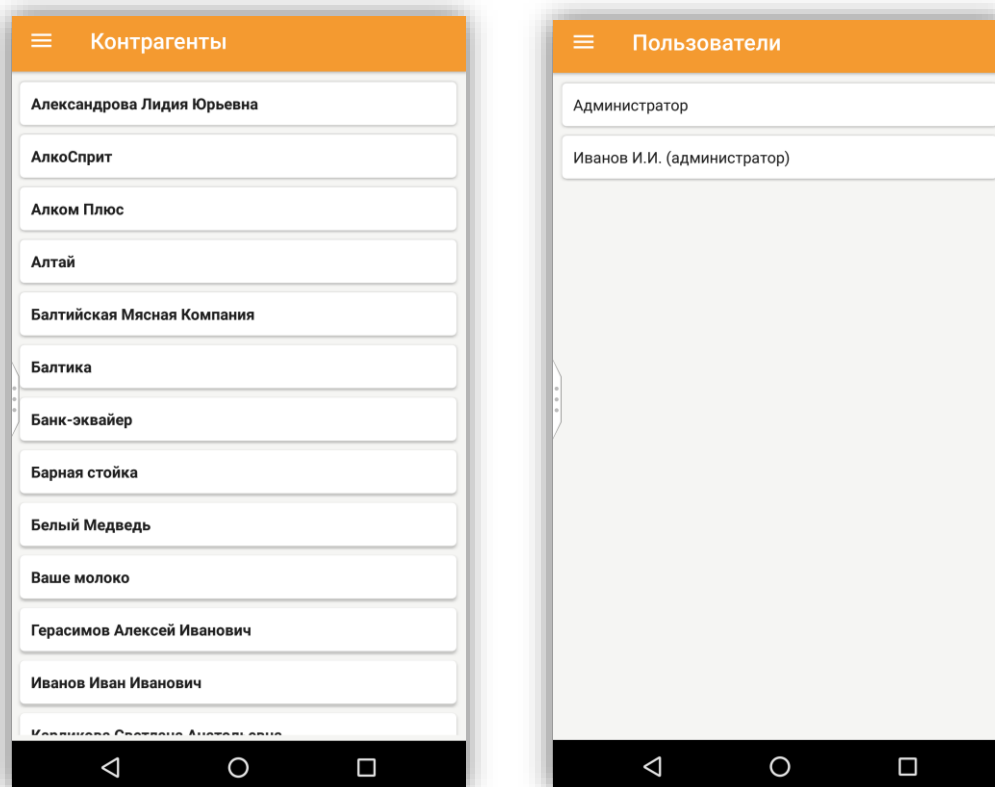 Контрагенты
Александрова Лидия Юрьевна
АлкоСприт
Алком Плюс
Алтай
Балтийская Мясная Компания
Балтика
Банк-эквайер
Барная стойка
Белый Медведь
Ваше молоко
Герасимов Алексей Иванович
Иванов Иван Иванович
Пользователи
Администратор
Иванов И.И. (администратор)